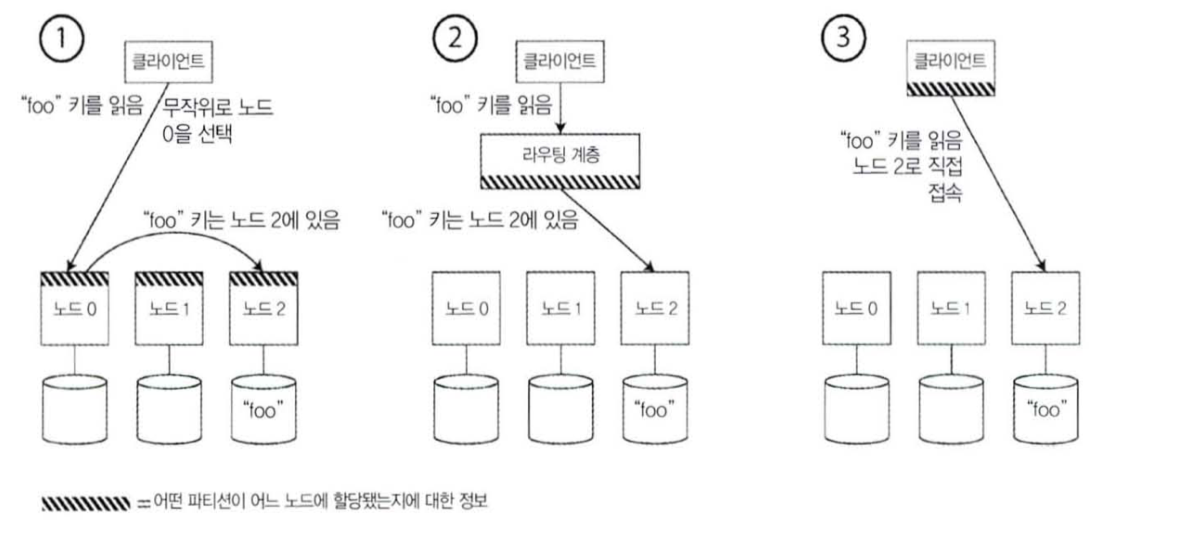 1
클라이언트
“foo” 키를 읽음
무작위로 노드
0을 선택
“foo” 키는 노드 2에 있음
노드 0
노드 1
노드 2
“foo”
2
클라이언트
“foo” 키를 읽음
라우팅 계층
“foo” 키는 노드 2에 있음
노드 0
노드 1
노드 2
“foo”
3
클라이언트
“foo” 키를 읽음
노드 2로 직접
접속
노드 0
노드 1
노드 2
“foo”
= 어떤 파티션이 어느 노드에 할당됐는지에 대한 정보